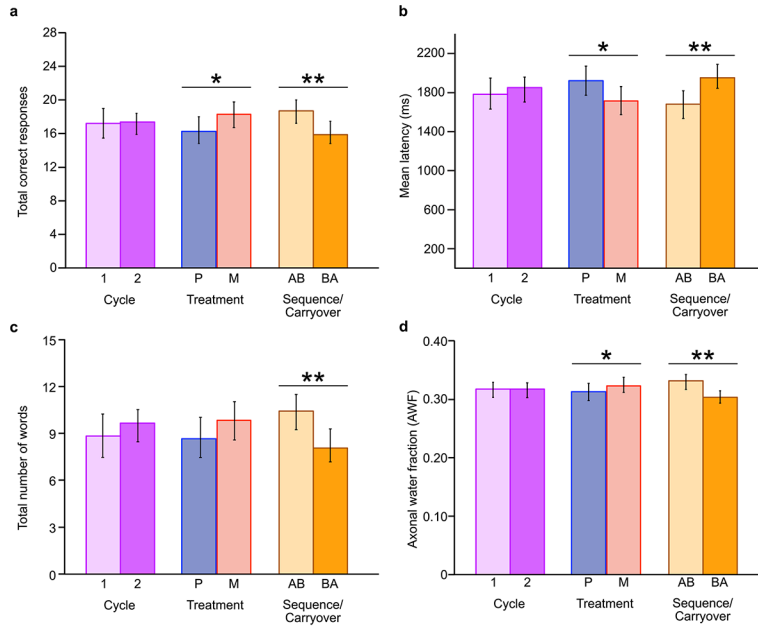 a
Total correct responses
28
24
20
16
12
8
4
0
* **
1 2 P M AB BA
Cycle Treatment Sequence/
Carryover
b
Mean latency (ms)
2200
1800
1400
1000
600
200
* **
1 2 P M AB BA
Cycle Treatment Sequence/
Carryover
c
Total number of words
15
12
9
6
3
0
**
1 2 P M AB BA
Cycle Treatment Sequence/
Carryover
d
Axonal water fraction (AWF)
0.40
0.30
0.20
0.10
0
* **
1 2 P M AB BA
Cycle Treatment Sequence/
Carryover